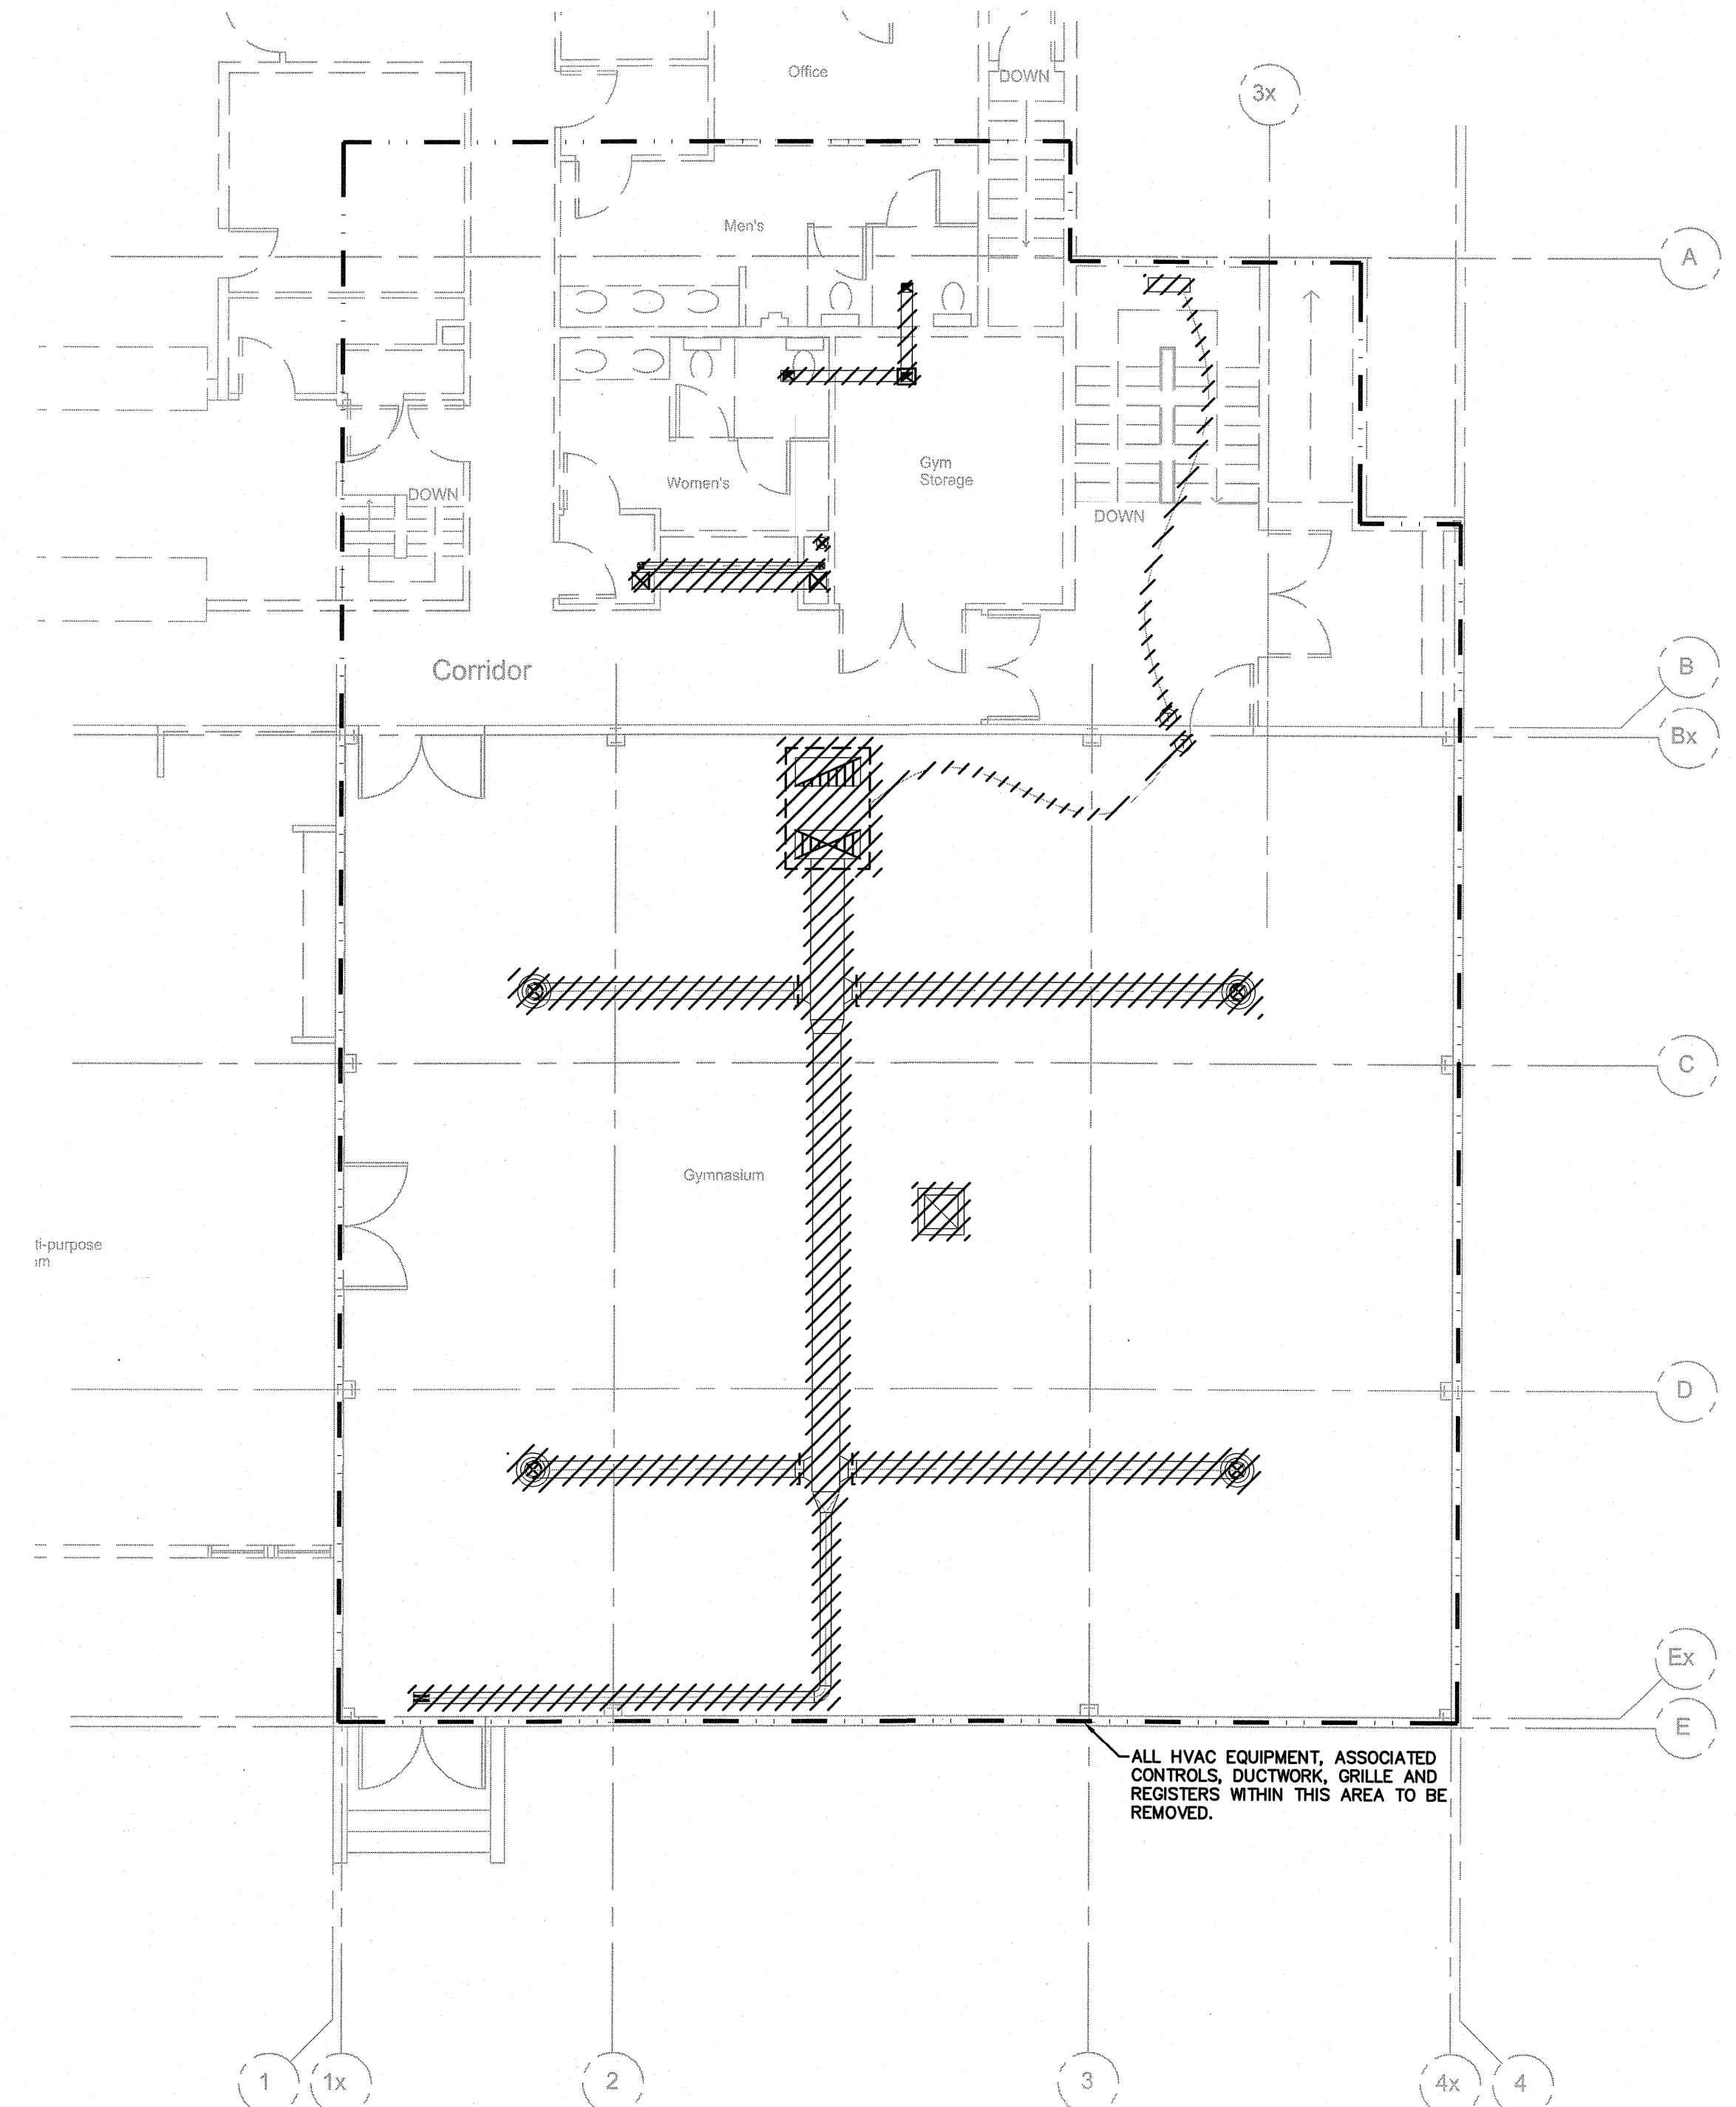 Office
DOWN
3x
Men's
A
Gym
Storage
Women's
DOWN
DOWN
Corridor
B
Bx
C
Gymnasium
ti-purpose
D
Ex
E
ALL HVAC EQUIPMENT, ASSOCIATED
CONTROLS, DUCTWORK, GRILLE AND
REGISTERS WITHIN THIS AREA TO BE
REMOVED.
1
1x
2
3
4x
4